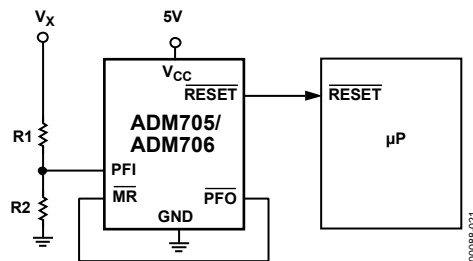 VX
5V
VCC
RESET
RESET
R1
ADM705/
ADM706
µP
PFI
R2
MR
PFO
GND
00088-021